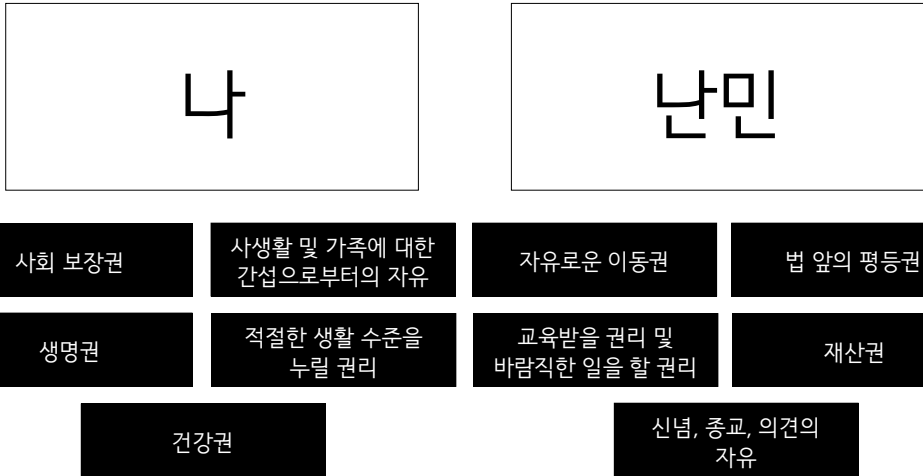 나
난민
사회 보장권
사생활 및 가족에 대한
간섭으로부터의 자유
자유로운 이동권
법 앞의 평등권
생명권
적절한 생활 수준을
누릴 권리
교육받을 권리 및
바람직한 일을 할 권리
재산권
건강권
신념, 종교, 의견의
자유